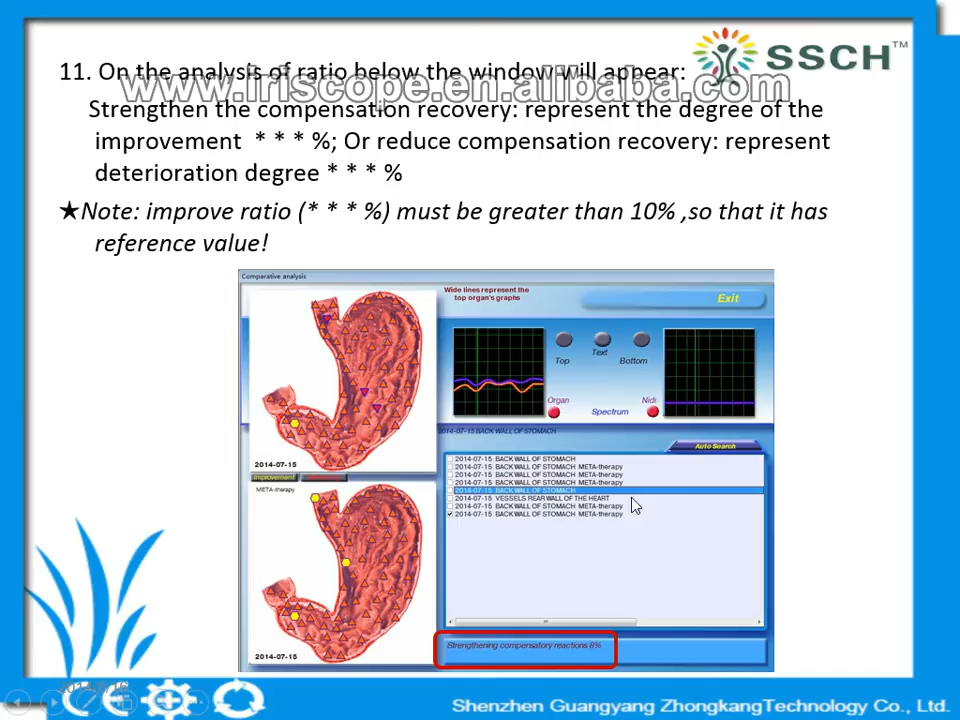 SSCH™
11. On the analysis of ratio below the window will appear:
www.iriscope.en.alibaba.com
Strengthen the compensation recovery: represent the degree of the
improvement * * * %; Or reduce compensation recovery: represent
deterioration degree * * * %
★Note: improve ratio (* * * %) must be greater than 10% ,so that it has
reference value!
Comparative analysis
Wide lines represent the
top organ's graphs
Exit
Top
Text
Bottom
Organ
Spectrum
Nidi
2014-07-15 BACK WALL OF STOMACH
Auto Search
2014-07-15
Improvement
META-therapy
2014-07-15 BACK WALL OF STOMACH
2014-07-15 BACK WALL OF STOMACH META-therapy
2014-07-15 BACK WALL OF STOMACH META-therapy
2014-07-15 BACK WALL OF STOMACH META-therapy
2014-07-15 BACK WALL OF STOMACH
2014-07-15 VESSELS REAR WALL OF THE HEART
2014-07-15 BACK WALL OF STOMACH META-therapy
2014-07-15 BACK WALL OF STOMACH META-therapy
2014-07-15
Strengthening compensatory reactions 8%
Shenzhen Guangyang ZhongkangTechnology Co., Ltd.